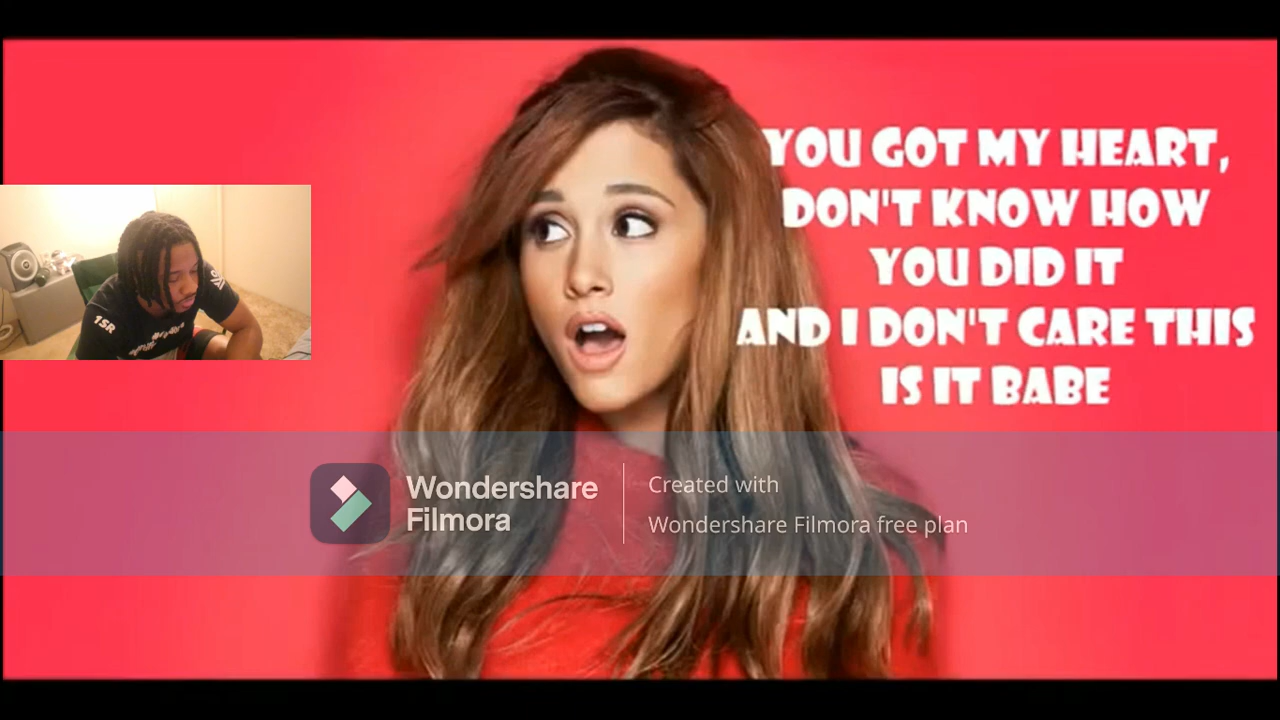 YOU GOT MY HEART,
DON'T KNOW HOW
YOU DID IT
AND I DON'T CARE THIS
IS IT BABE
1SR
Wondershare
Filmora
Created with
Wondershare Filmora free plan